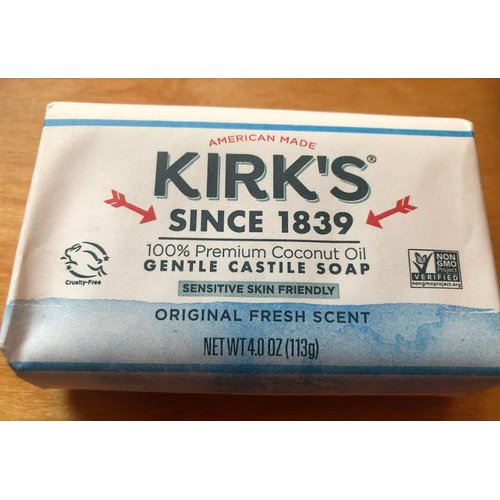 AMERICAN MADE
KIRK'S®
SINCE 1839
100% Premium Coconut Oil
GENTLE CASTILE SOAP
SENSITIVE SKIN FRIENDLY
ORIGINAL FRESH SCENT
NET WT 4.0 OZ (113g)
Cruelty-Free
NON
GMO
Project
VERIFIED
nongmoproject.org